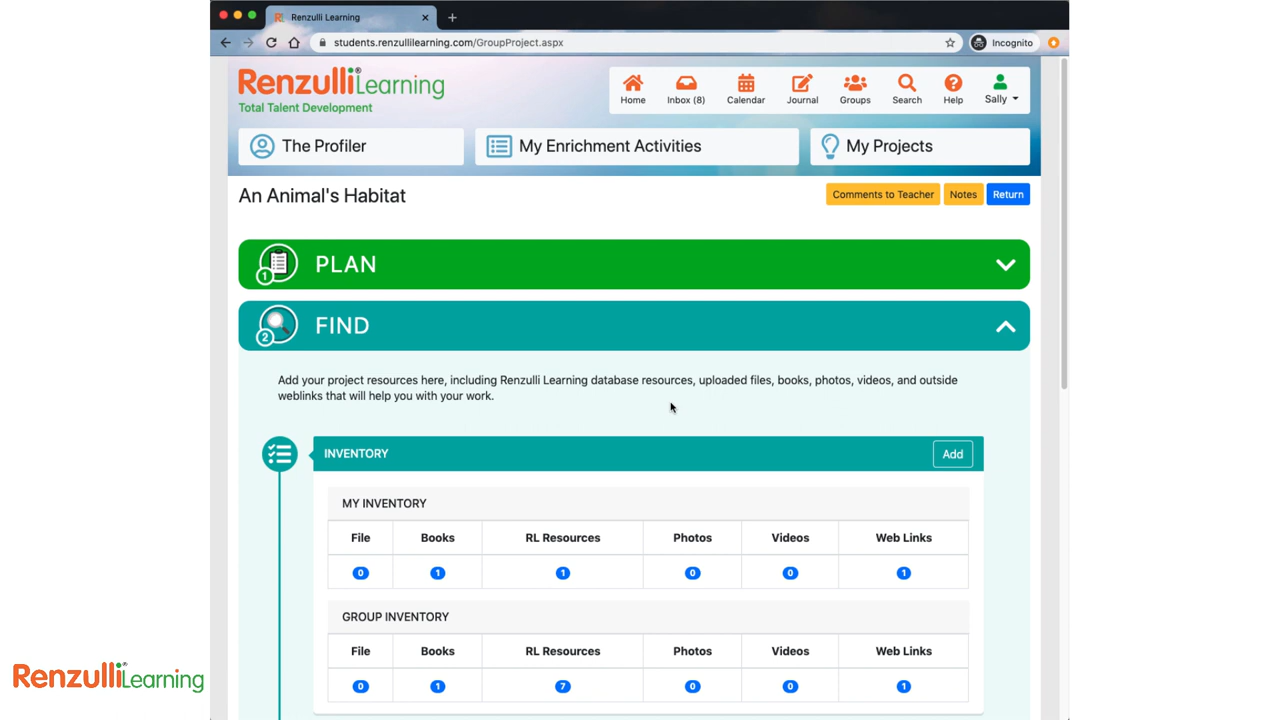 Renzulli Learning
students.renzullilearning.com/GroupProject.aspx
Incognito
Renzulli Learning
Total Talent Development
Home
Inbox (8)
Calendar
Journal
Groups
Search
Help
Sally
The Profiler
My Enrichment Activities
My Projects
An Animal's Habitat
Comments to Teacher
Notes
Return
1
PLAN
2
FIND
Add your project resources here, including Renzulli Learning database resources, uploaded files, books, photos, videos, and outside
weblinks that will help you with your work.
INVENTORY
Add
MY INVENTORY
File Books RL Resources Photos Videos Web Links
0 1 1 0 0 1
GROUP INVENTORY
File Books RL Resources Photos Videos Web Links
0 1 7 0 0 1
Renzulli Learning